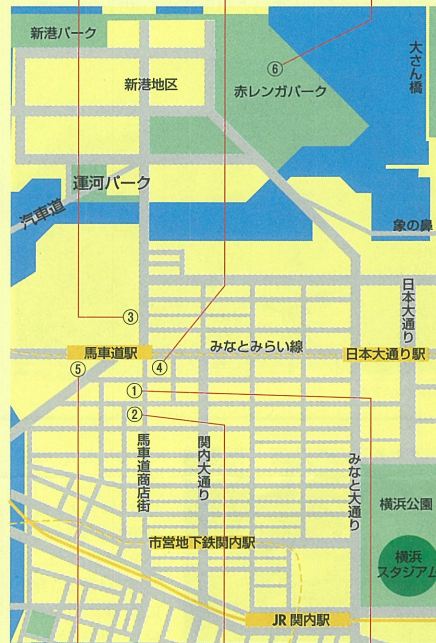 新港パーク
大さん橋
⑥
新港地区
赤レンガパーク
運河パーク
汽車道
象の鼻
日本大通り
③
みなとみらい線
馬車道駅
日本大通り駅
⑤
④
①
②
馬車道商店街
関内大通り
みなと大通り
横浜公園
市営地下鉄関内駅
横浜
スタジアム
JR 関内駅